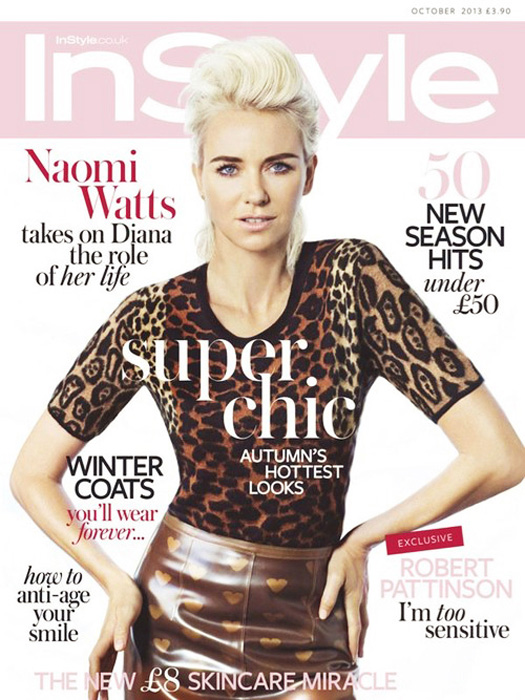 OCTOBER 2013 £3.90
InStyle.co.uk
InStyle
Naomi
Watts
takes on Diana
the role
of her life
50
NEW
SEASON
HITS
under
£50
super
chic
AUTUMN'S
HOTTEST
LOOKS
WINTER
COATS
you'll wear
forever...
how to
anti-age
your
smile
EXCLUSIVE
ROBERT
PATTINSON
I'm too
sensitive
THE NEW £8 SKINCARE MIRACLE